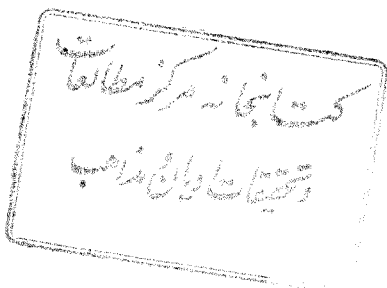 کتابخانه مرکز مطالعات
و تحقیقات ادیان و مذاهب